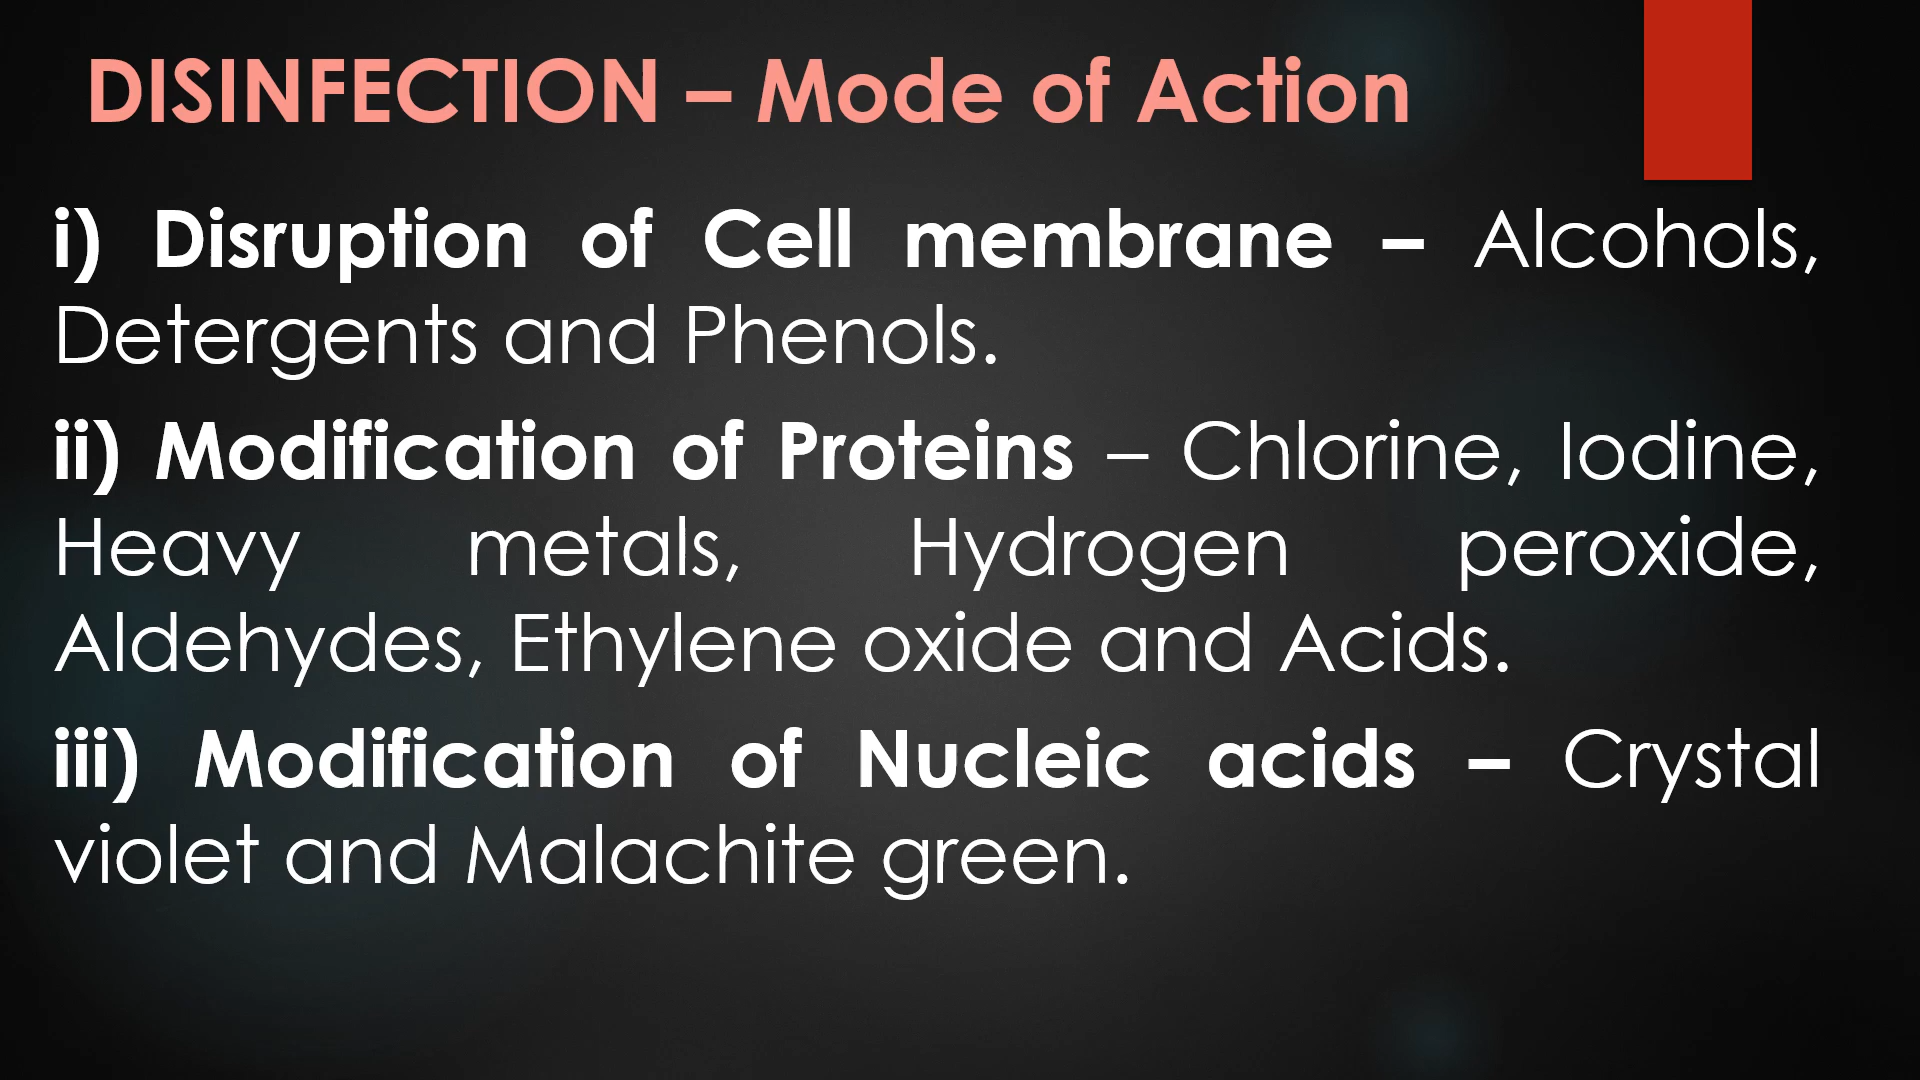 DISINFECTION – Mode of Action
i) Disruption of Cell membrane – Alcohols,
Detergents and Phenols.
ii) Modification of Proteins – Chlorine, Iodine,
Heavy metals, Hydrogen peroxide,
Aldehydes, Ethylene oxide and Acids.
iii) Modification of Nucleic acids – Crystal
violet and Malachite green.